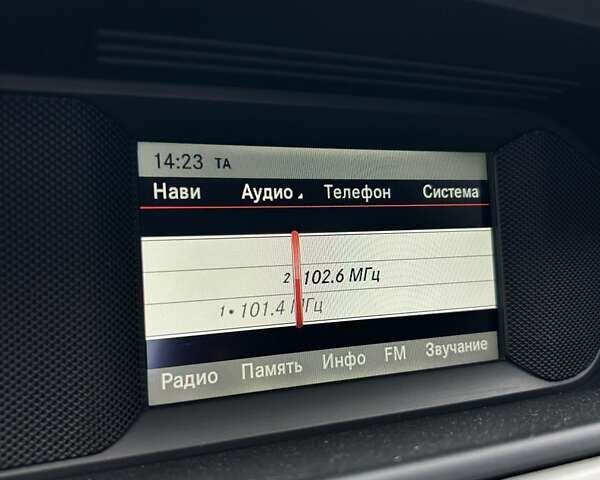 14:23 TA
Нави Аудио Телефон Система
2 102.6 МГц
1• 101.4 МГц
Радио Память Инфо FM Звучание